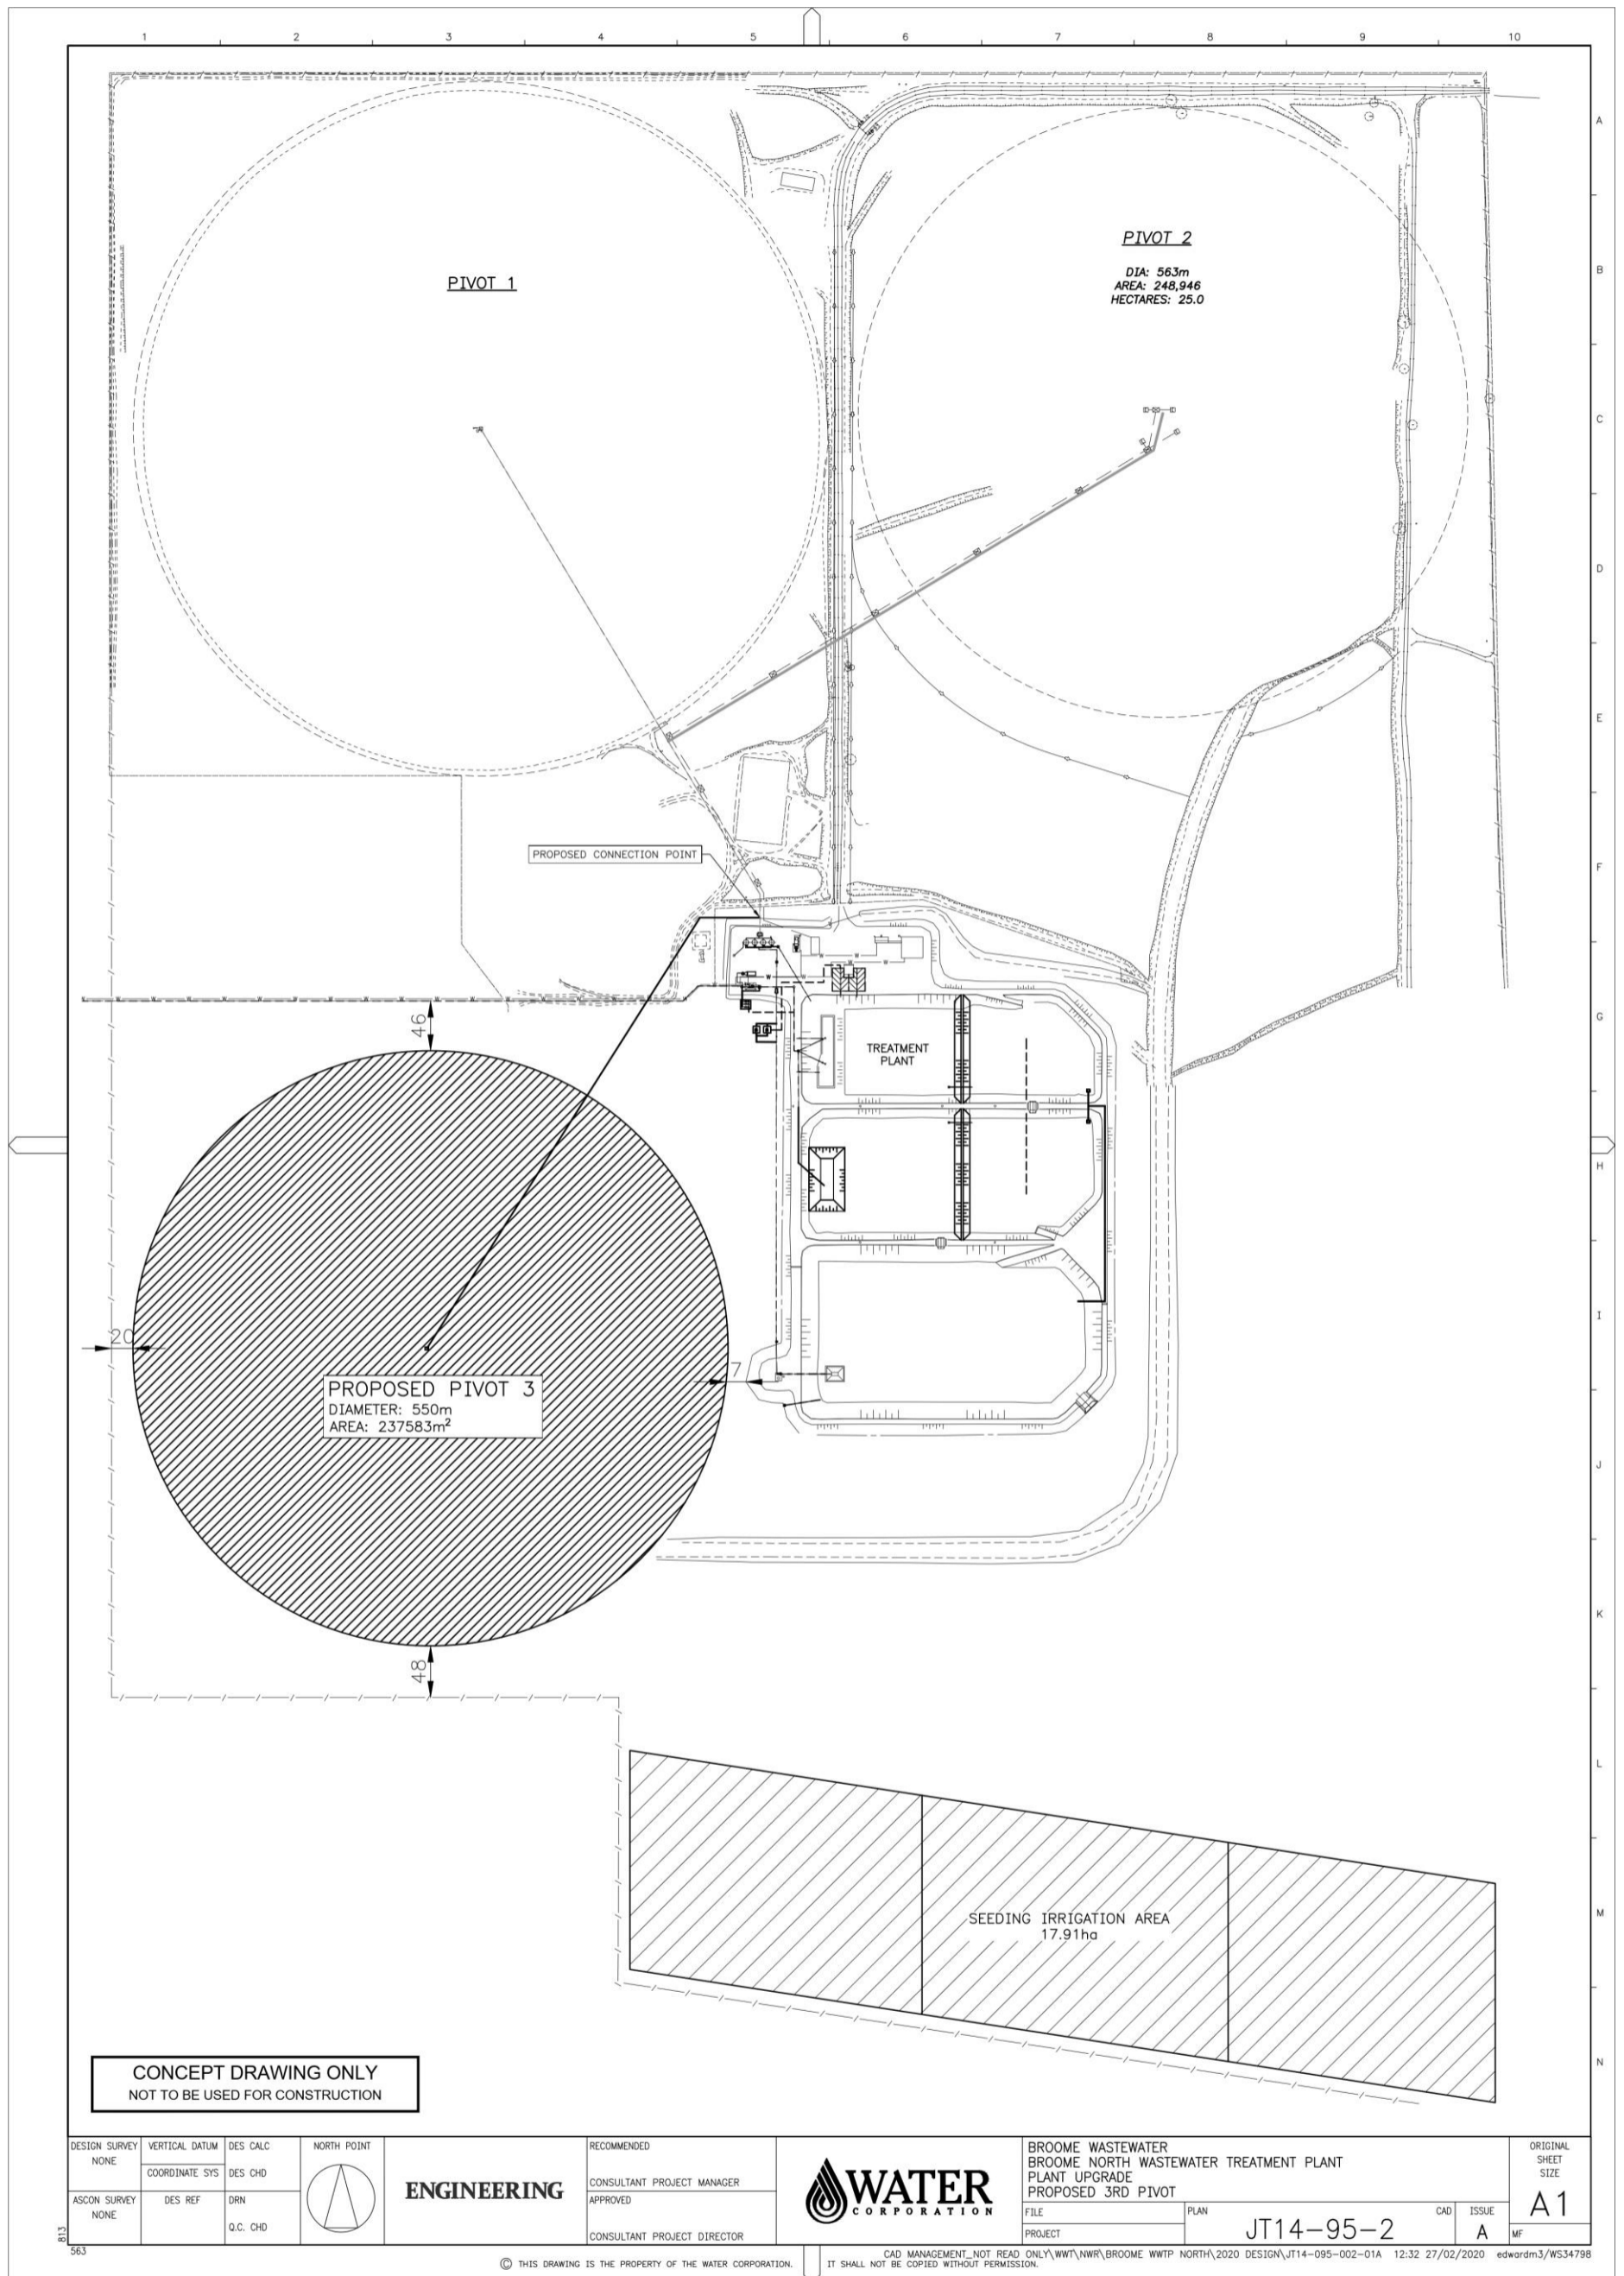 1 2 3 4 5 6 7 8 9 10
A
PIVOT 2
B
DIA: 563m
AREA: 248,946
HECTARES: 25.0
PIVOT 1
C
D
E
F
PROPOSED CONNECTION POINT
G
46
TREATMENT
PLANT
H
I
20
7
PROPOSED PIVOT 3
DIAMETER: 550m
AREA: 237583m²
J
K
48
L
M
SEEDING IRRIGATION AREA
17.91ha
N
CONCEPT DRAWING ONLY
NOT TO BE USED FOR CONSTRUCTION
DESIGN SURVEY
NONE
VERTICAL DATUM
DES CALC
NORTH POINT
COORDINATE SYS
DES CHD
ASCON SURVEY
NONE
DES REF
DRN
Q.C. CHD
ENGINEERING
RECOMMENDED
CONSULTANT PROJECT MANAGER
APPROVED
CONSULTANT PROJECT DIRECTOR
WATER
CORPORATION
BROOME WASTEWATER
BROOME NORTH WASTEWATER TREATMENT PLANT
PLANT UPGRADE
PROPOSED 3RD PIVOT
FILE
PROJECT
PLAN
CAD
JT14-95-2
ISSUE
A
ORIGINAL
SHEET
SIZE
A1
MF
813
563
© THIS DRAWING IS THE PROPERTY OF THE WATER CORPORATION. IT SHALL NOT BE COPIED WITHOUT PERMISSION.
CAD MANAGEMENT_NOT READ ONLY\WWT\NWR\BROOME WWTP NORTH\2020 DESIGN\JT14-095-002-01A 12:32 27/02/2020 edwardm3/WS34798